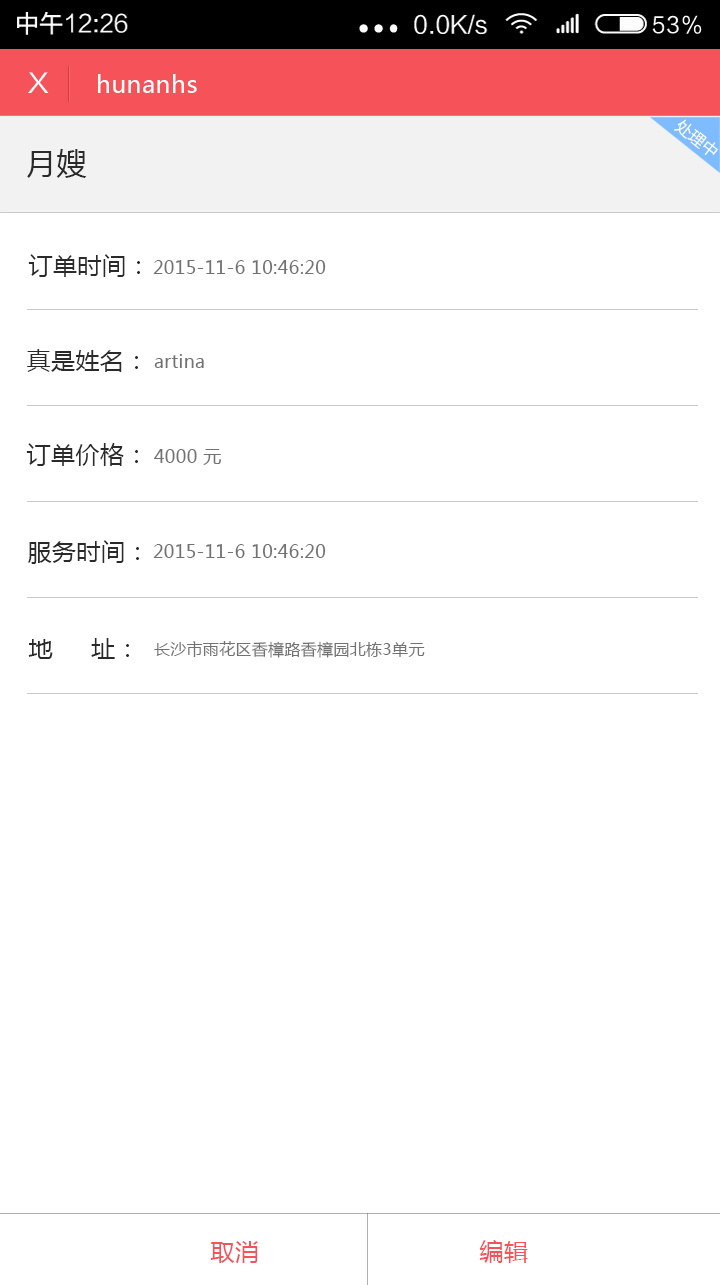 中午12:26 0.0K/s 53%
X hunanhs
处理中
月嫂
订单时间： 2015-11-6 10:46:20
真是姓名： artina
订单价格： 4000 元
服务时间： 2015-11-6 10:46:20
地 址： 长沙市雨花区香樟路香樟园北栋3单元
取消 编辑